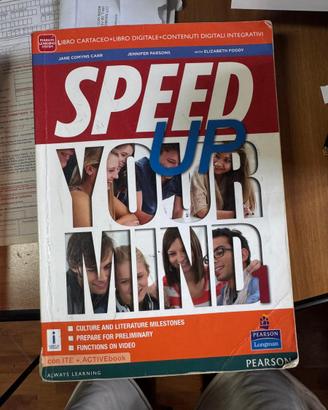 LIBRO CARTACEO+LIBRO DIGITALE+CONTENUTI DIGITALI INTEGRATIVI
JANE COMYNS CARR JENNIFER PARSONS WITH ELIZABETH FODDY
SPEED
UP
YOUR
MIND
CULTURE AND LITERATURE MILESTONES
PREPARE FOR PRELIMINARY
FUNCTIONS ON VIDEO
con ITE + ACTIVEbook
PEARSON
Longman
ALWAYS LEARNING
PEARSON